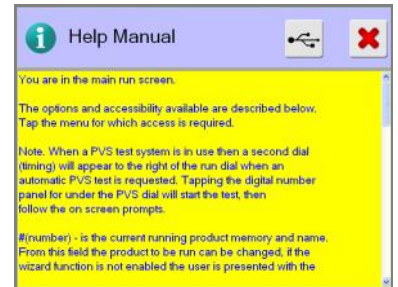 Help Manual
You are in the main run screen.
The options and accessibility available are described below.
Tap the menu for which access is required.
Note. When a PVS test system is in use then a second dial
(timing) will appear to the right of the run dial when an
automatic PVS test is requested. Tapping the digital number
panel for under the PVS dial will start the test, then
follow the on screen prompts.
#(number) - is the current running product memory and name.
From this field the product to be run can be changed, if the
wizard function is not enabled the user is presented with the